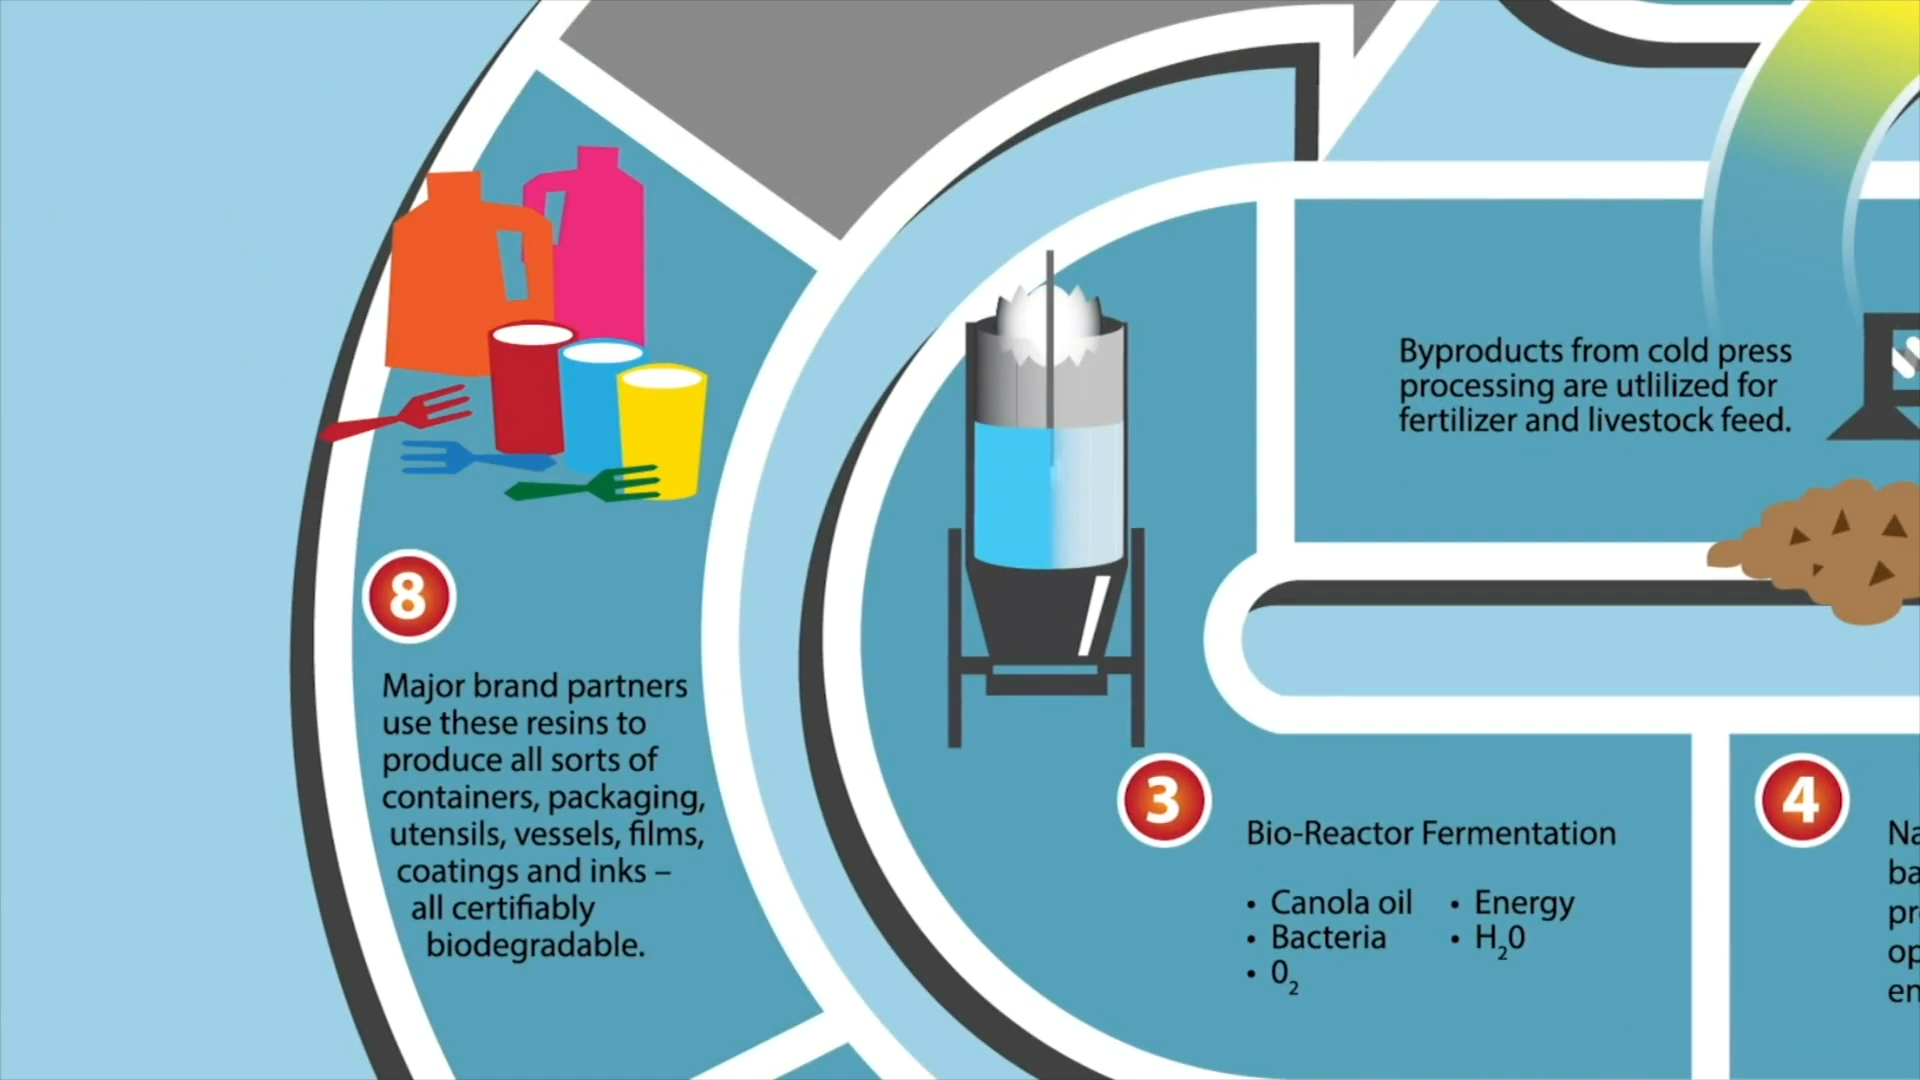 Byproducts from cold press
processing are utlilized for
fertilizer and livestock feed.
8
Major brand partners
use these resins to
produce all sorts of
containers, packaging,
utensils, vessels, films,
coatings and inks –
all certifiably
biodegradable.
3
Bio-Reactor Fermentation
• Canola oil
• Bacteria
• 0₂
• Energy
• H₂0
4